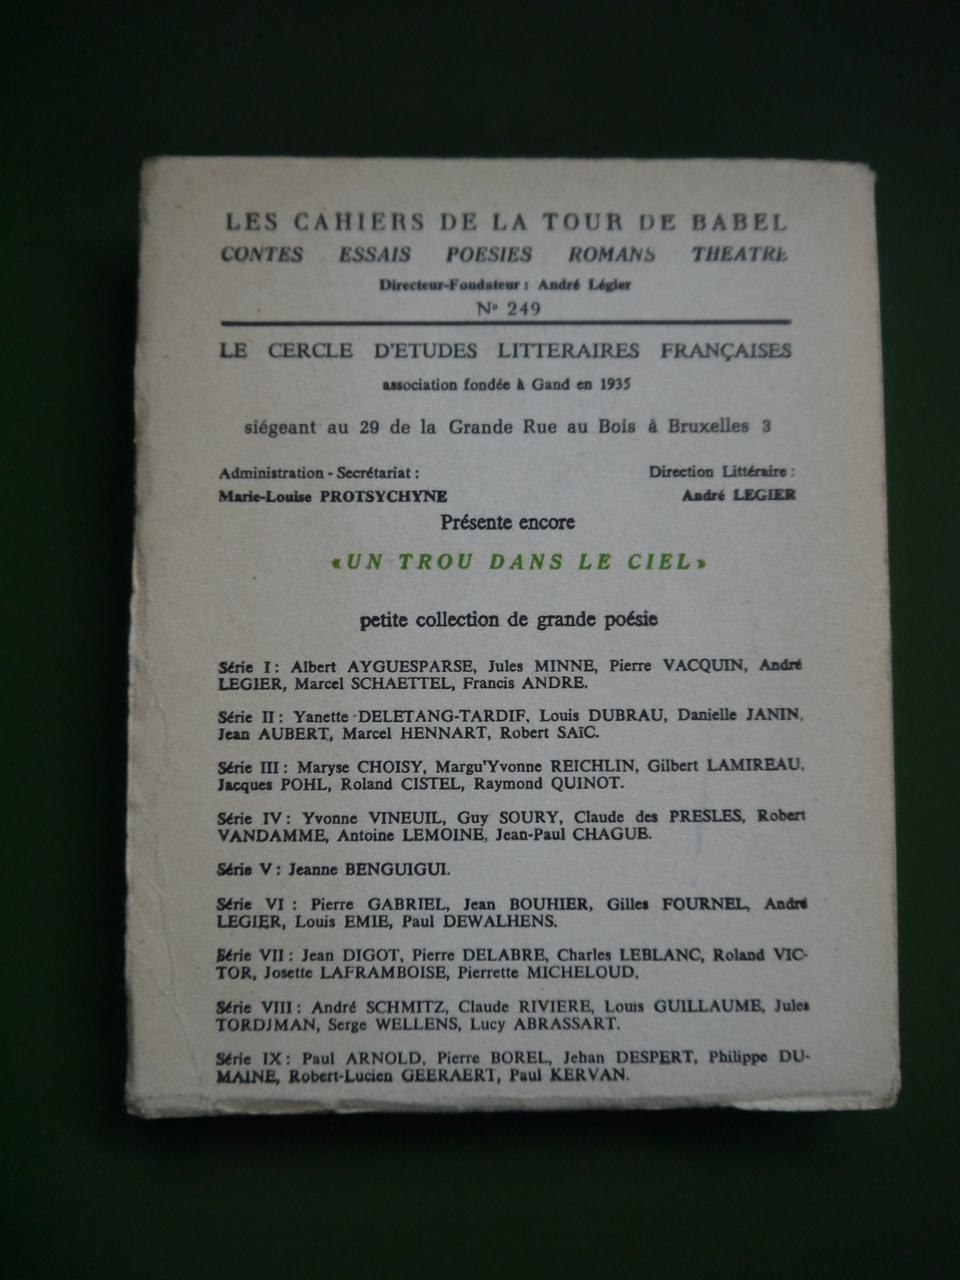 LES CAHIERS DE LA TOUR DE BABEL
CONTES ESSAIS POESIES ROMANS THEATRE
Directeur-Fondateur : André Légier
N° 249
LE CERCLE D'ETUDES LITTERAIRES FRANÇAISES
association fondée à Gand en 1935
siégeant au 29 de la Grande Rue au Bois à Bruxelles 3
Administration - Secrétariat : Direction Littéraire :
Marie-Louise PROTSYCHYNE André LEGIER
Présente encore
«UN TROU DANS LE CIEL»
petite collection de grande poésie
Série I : Albert AYGUESPARSE, Jules MINNE, Pierre VACQUIN, André
LEGIER, Marcel SCHAETTEL, Francis ANDRE.
Série II : Yanette DELETANG-TARDIF, Louis DUBRAU, Danielle JANIN,
Jean AUBERT, Marcel HENNART, Robert SAÏC.
Série III : Maryse CHOISY, Margu'Yvonne REICHLIN, Gilbert LAMIREAU,
Jacques POHL, Roland CISTEL, Raymond QUINOT.
Série IV : Yvonne VINEUIL, Guy SOURY, Claude des PRESLES, Robert
VANDAMME, Antoine LEMOINE, Jean-Paul CHAGUE.
Série V : Jeanne BENGUIGUI.
Série VI : Pierre GABRIEL, Jean BOUHIER, Gilles FOURNEL, André
LEGIER, Louis EMIE, Paul DEWALHENS.
Série VII : Jean DIGOT, Pierre DELABRE, Charles LEBLANC, Roland VIC-
TOR, Josette LAFRAMBOISE, Pierrette MICHELOUD.
Série VIII : André SCHMITZ, Claude RIVIERE, Louis GUILLAUME, Jules
TORDJMAN, Serge WELLENS, Lucy ABRASSART.
Série IX : Paul ARNOLD, Pierre BOREL, Jehan DESPERT, Philippe DU-
MAINE, Robert-Lucien GEERAERT, Paul KERVAN.